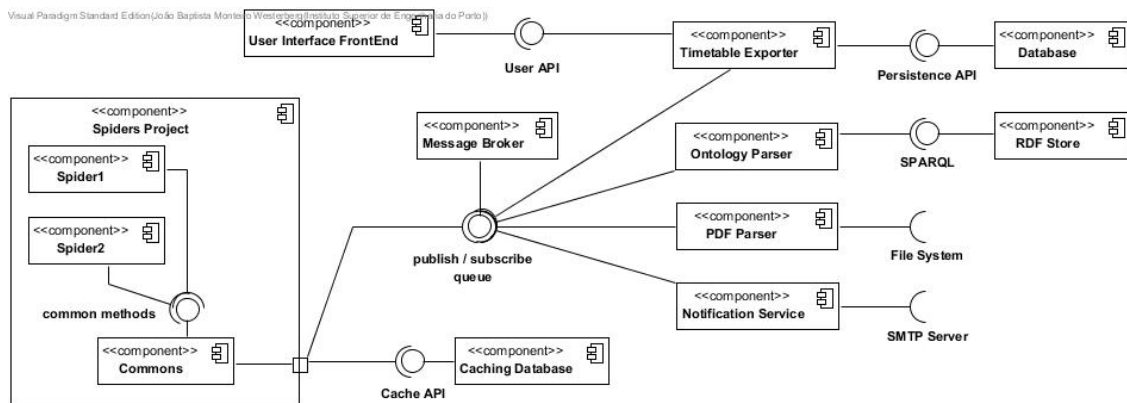 Visual Paradigm Standard Edition(João Baptista Monteiro Westerberg(Instituto Superior de Engenharia do Porto))
<<component>>
User Interface FrontEnd
User API
<<component>>
Timetable Exporter
Persistence API
<<component>>
Database
<<component>>
Spiders Project
<<component>>
Spider1
<<component>>
Spider2
common methods
<<component>>
Commons
<<component>>
Message Broker
publish / subscribe
queue
<<component>>
Ontology Parser
SPARQL
<<component>>
RDF Store
<<component>>
PDF Parser
File System
<<component>>
Notification Service
SMTP Server
Cache API
<<component>>
Caching Database